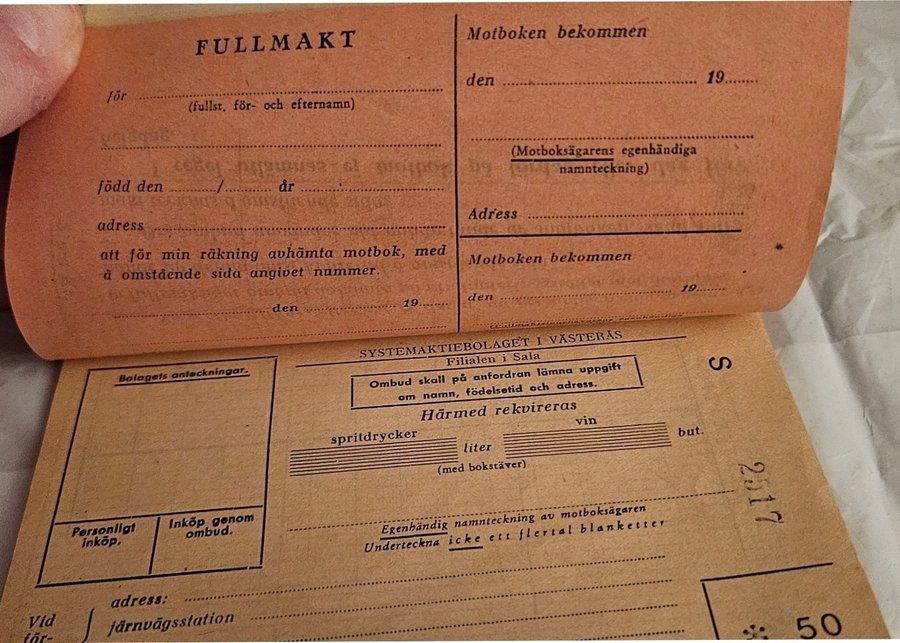 FULLMAKT
för
(fullst. för- och efternamn)
född den / år
adress
att för min räkning avhämta motbok, med
å omstående sida angivet nummer.
den 19
Motboken bekommen
den 19
(Motboksägarens egenhändiga
namnteckning)
Adress
Motboken bekommen
den 19
SYSTEMAKTIEBOLAGET I VÄSTERÅS
Filialen i Sala
Ombud skall på anfordran lämna uppgift
om namn, födelsetid och adress.
Härmed rekvireras
spritdrycker
liter
vin
but.
(med bokstäver)
Egenhändig namnteckning av motboksägaren
Underteckna icke ett flertal blanketter
Bolagets anteckningar.
Personligt
inköp.
Inköp genom
ombud.
S
2517
Vid
för-
adress:
järnvägsstation
50